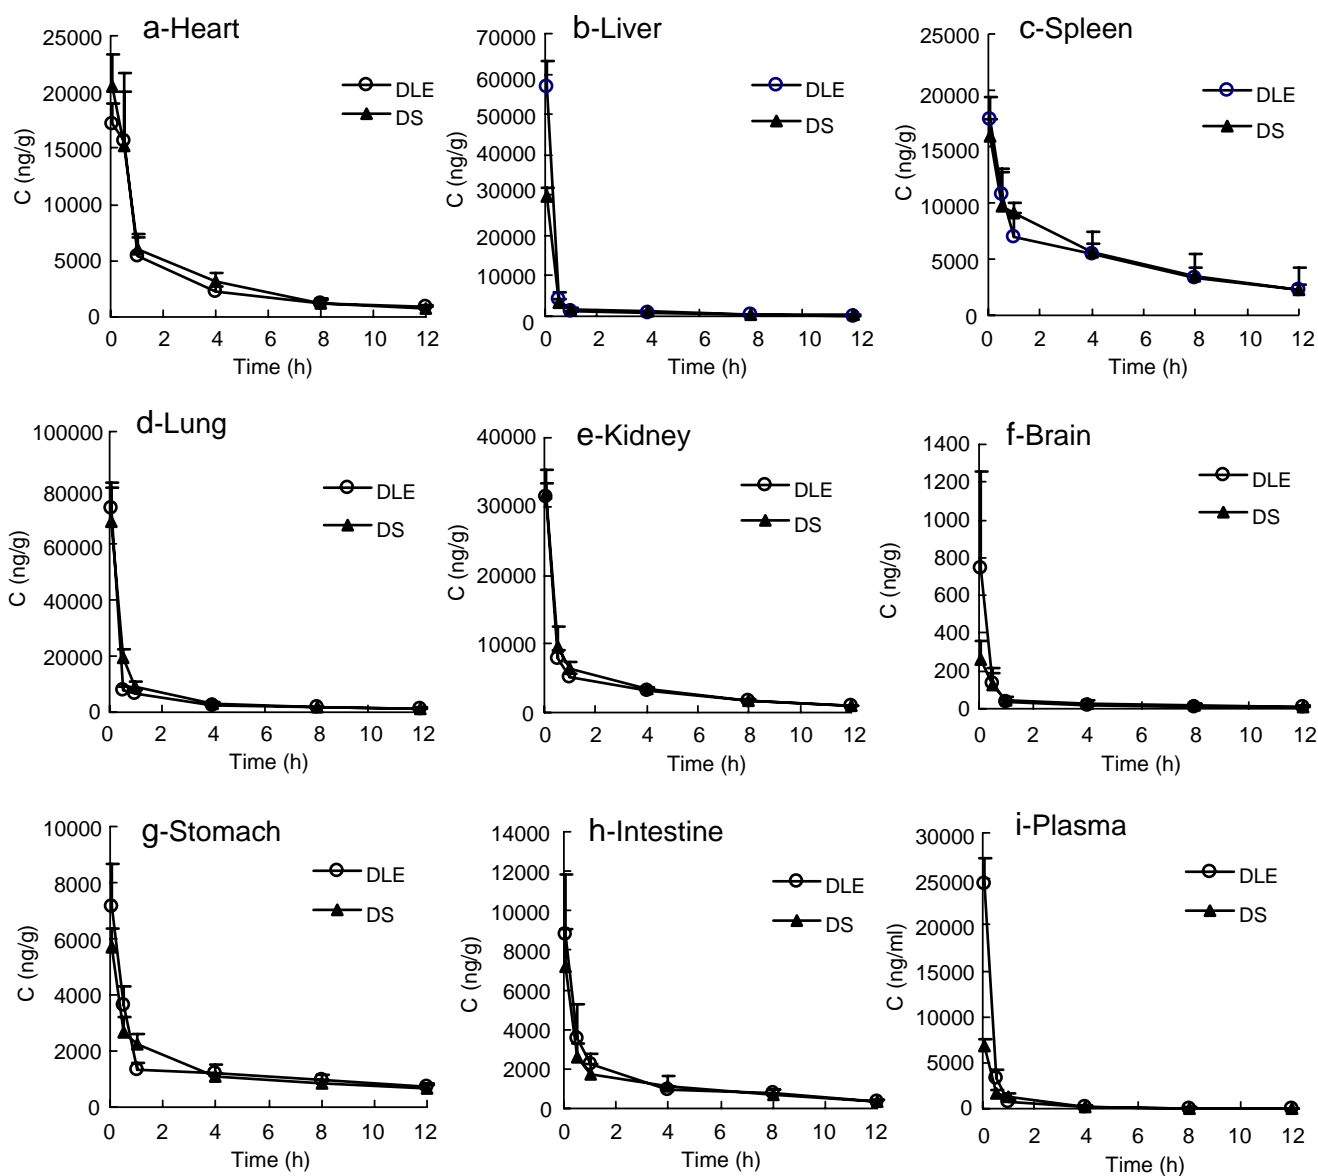 a-Heart
25000
20000
15000
10000
5000
0
C (ng/g)
DLE
DS
0 2 4 6 8 10 12
Time (h)
b-Liver
70000
60000
50000
40000
30000
20000
10000
0
C (ng/g)
DLE
DS
0 2 4 6 8 10 12
Time (h)
c-Spleen
25000
20000
15000
10000
5000
0
C (ng/g)
DLE
DS
0 2 4 6 8 10 12
Time (h)
d-Lung
100000
80000
60000
40000
20000
0
C (ng/g)
DLE
DS
0 2 4 6 8 10 12
Time (h)
e-Kidney
40000
30000
20000
10000
0
C (ng/g)
DLE
DS
0 2 4 6 8 10 12
Time (h)
f-Brain
1400
1200
1000
800
600
400
200
0
C (ng/g)
DLE
DS
0 2 4 6 8 10 12
Time (h)
g-Stomach
10000
8000
6000
4000
2000
0
C (ng/g)
DLE
DS
0 2 4 6 8 10 12
Time (h)
h-Intestine
14000
12000
10000
8000
6000
4000
2000
0
C (ng/g)
DLE
DS
0 2 4 6 8 10 12
Time (h)
i-Plasma
30000
25000
20000
15000
10000
5000
0
C (ng/ml)
DLE
DS
0 2 4 6 8 10 12
Time (h)